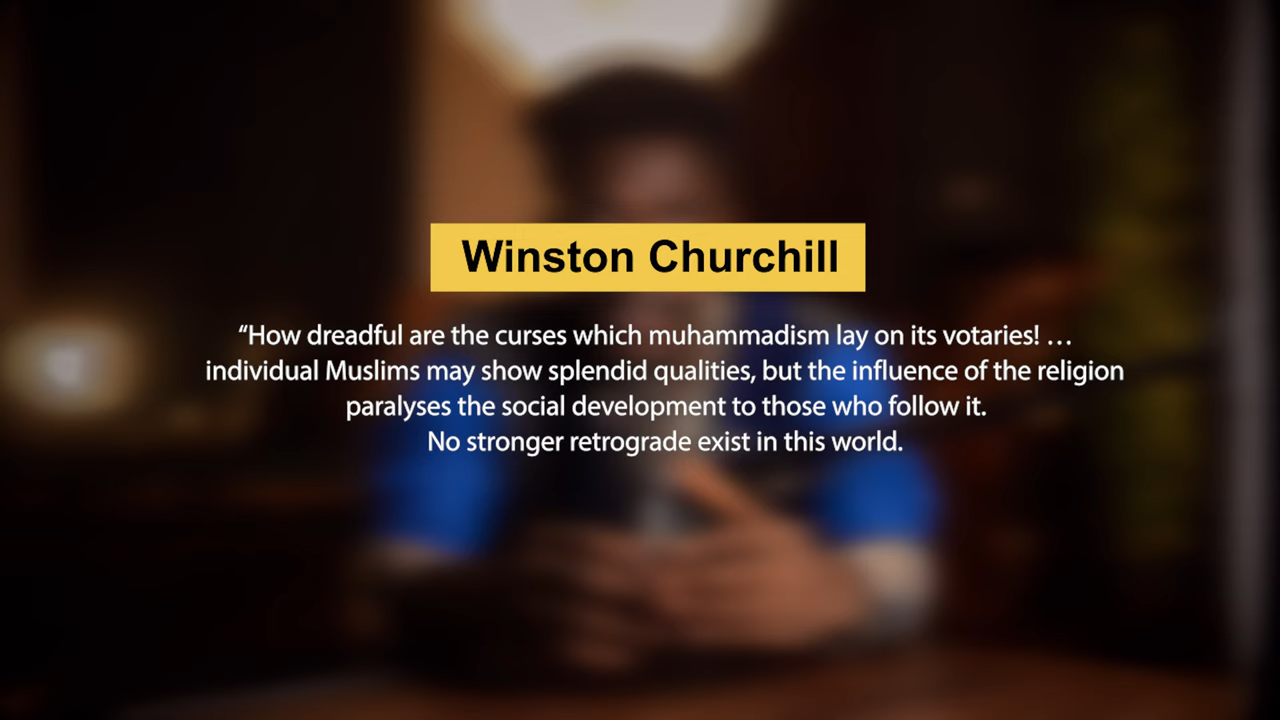 Winston Churchill
“How dreadful are the curses which muhammadism lay on its votaries! …
individual Muslims may show splendid qualities, but the influence of the religion
paralyses the social development to those who follow it.
No stronger retrograde exist in this world.